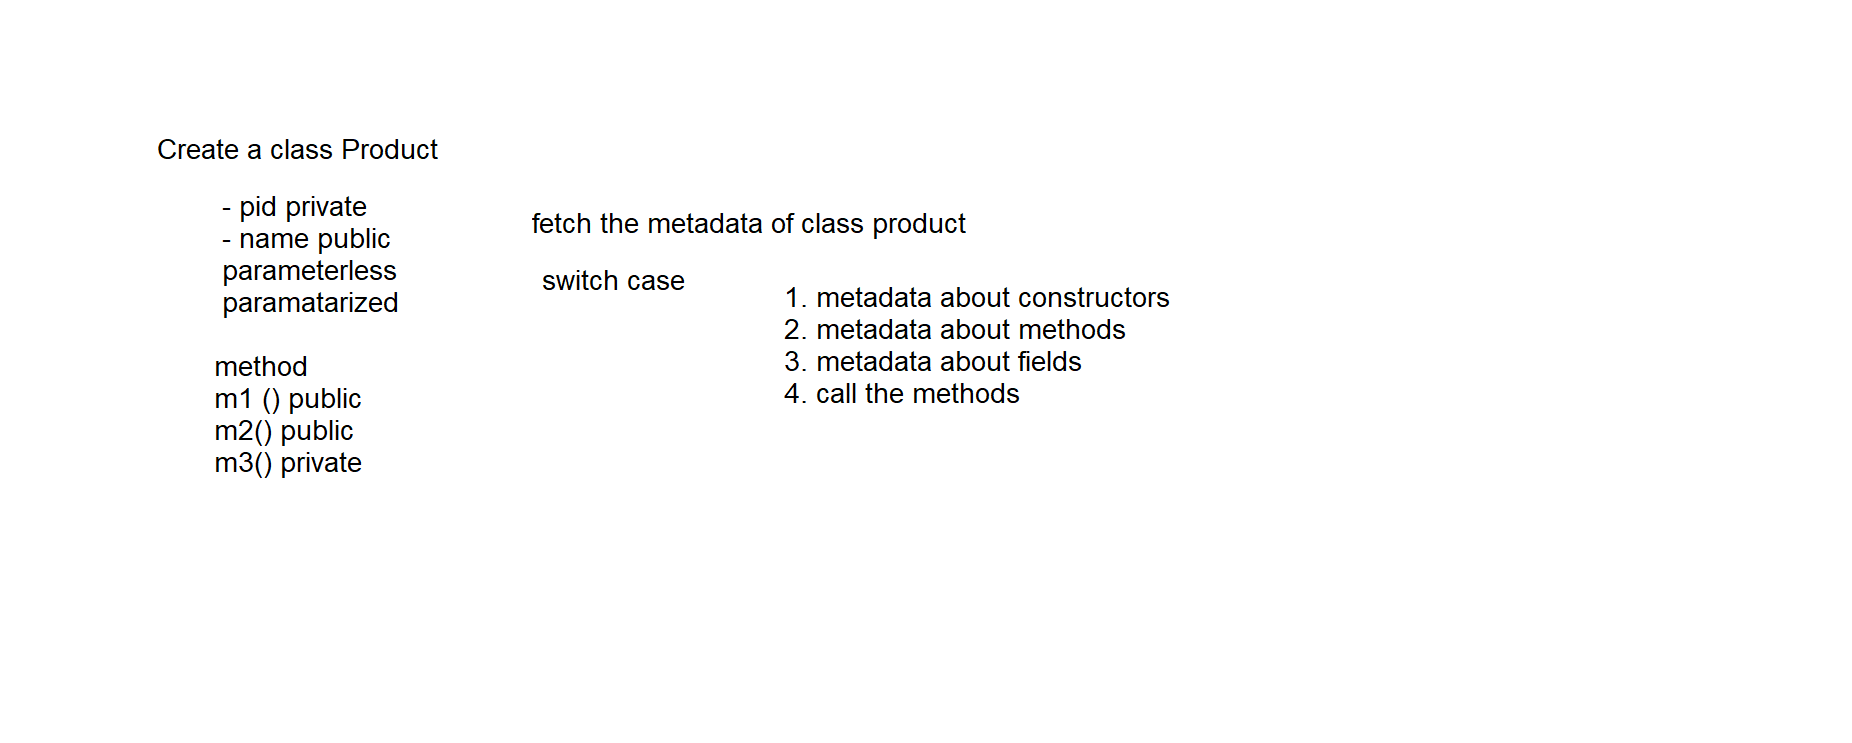 Create a class Product
- pid private
- name public
parameterless
paramatarized
method
m1 () public
m2() public
m3() private
fetch the metadata of class product
switch case
1. metadata about constructors
2. metadata about methods
3. metadata about fields
4. call the methods